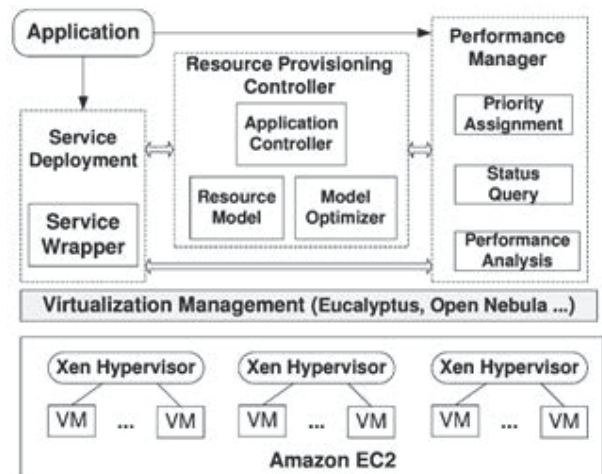 Application
Performance
Manager
Resource Provisioning
Controller
Application
Controller
Resource
Model
Model
Optimizer
Service
Deployment
Service
Wrapper
Priority
Assignment
Status
Query
Performance
Analysis
Virtualization Management (Eucalyptus, Open Nebula ...)
Xen Hypervisor
VM ... VM
Xen Hypervisor
VM ... VM
Xen Hypervisor
VM ... VM
Amazon EC2